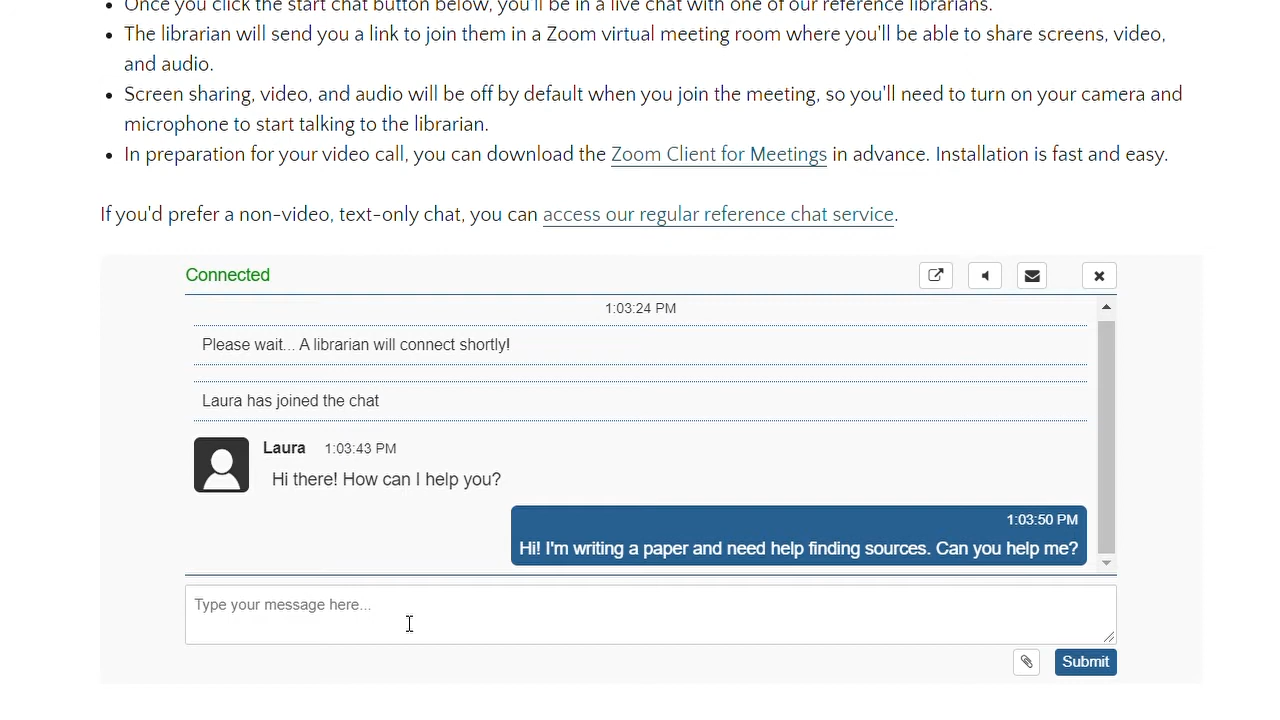 Once you click the start chat button below, you'll be in a live chat with one of our reference librarians.
The librarian will send you a link to join them in a Zoom virtual meeting room where you'll be able to share screens, video,
and audio.
Screen sharing, video, and audio will be off by default when you join the meeting, so you'll need to turn on your camera and
microphone to start talking to the librarian.
In preparation for your video call, you can download the Zoom Client for Meetings in advance. Installation is fast and easy.
If you'd prefer a non-video, text-only chat, you can access our regular reference chat service.
Connected
1:03:24 PM
Please wait... A librarian will connect shortly!
Laura has joined the chat
Laura 1:03:43 PM
Hi there! How can I help you?
1:03:50 PM
Hi! I'm writing a paper and need help finding sources. Can you help me?
Type your message here...
Submit